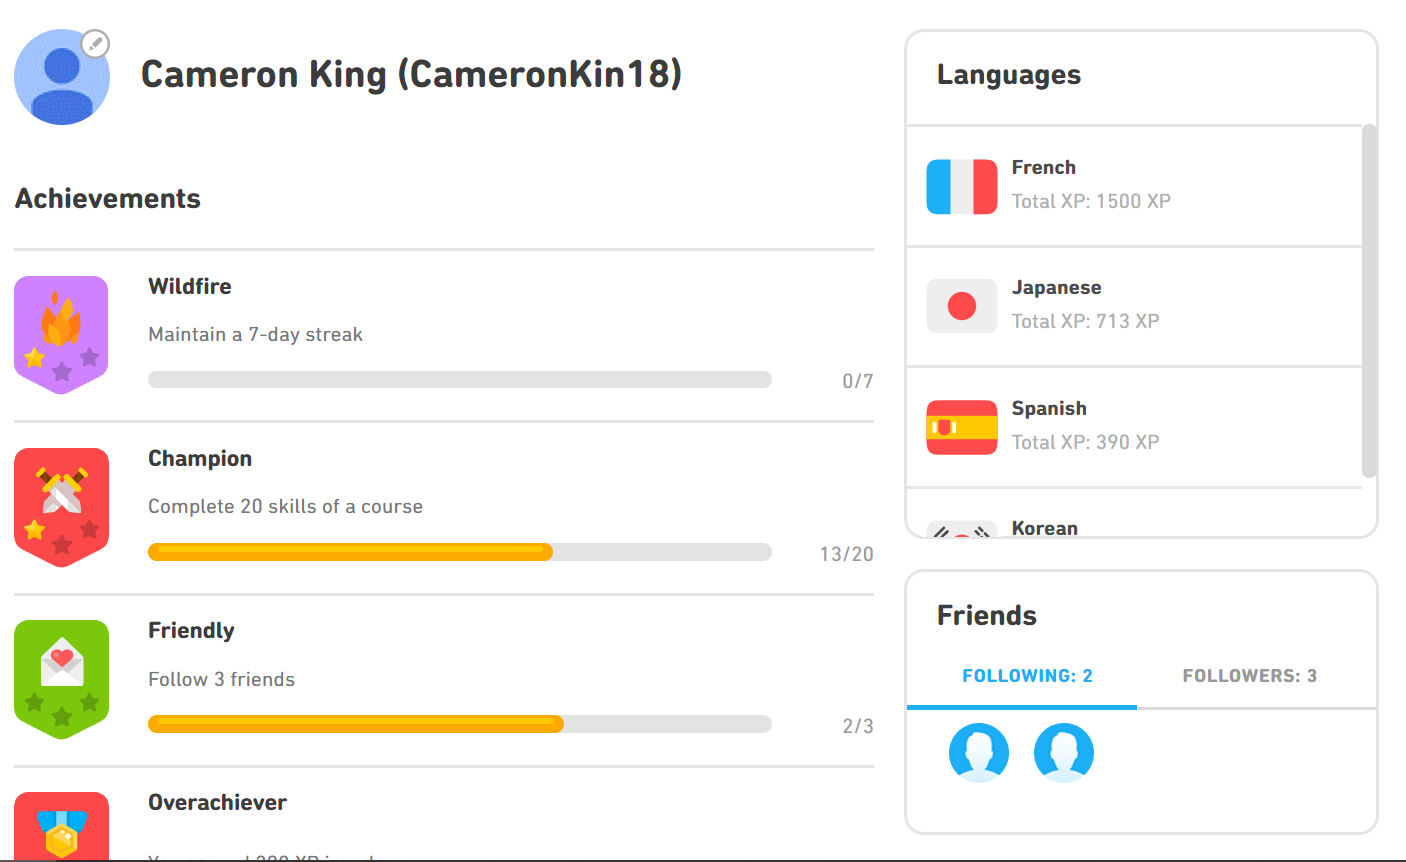 Cameron King (CameronKin18)
Achievements
Wildfire
Maintain a 7-day streak
0/7
Champion
Complete 20 skills of a course
13/20
Friendly
Follow 3 friends
2/3
Overachiever
Languages
French
Total XP: 1500 XP
Japanese
Total XP: 713 XP
Spanish
Total XP: 390 XP
Korean
Friends
FOLLOWING: 2
FOLLOWERS: 3